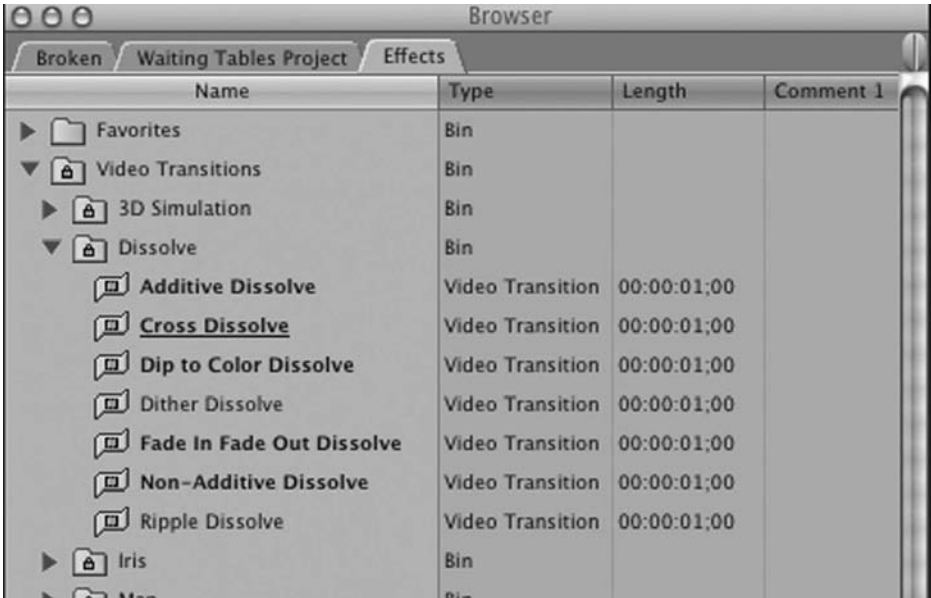 Browser
Broken Waiting Tables Project Effects
Name Type Length Comment 1
Favorites Bin
Video Transitions Bin
3D Simulation Bin
Dissolve Bin
Additive Dissolve Video Transition 00:00:01;00
Cross Dissolve Video Transition 00:00:01;00
Dip to Color Dissolve Video Transition 00:00:01;00
Dither Dissolve Video Transition 00:00:01;00
Fade In Fade Out Dissolve Video Transition 00:00:01;00
Non-Additive Dissolve Video Transition 00:00:01;00
Ripple Dissolve Video Transition 00:00:01;00
Iris Bin